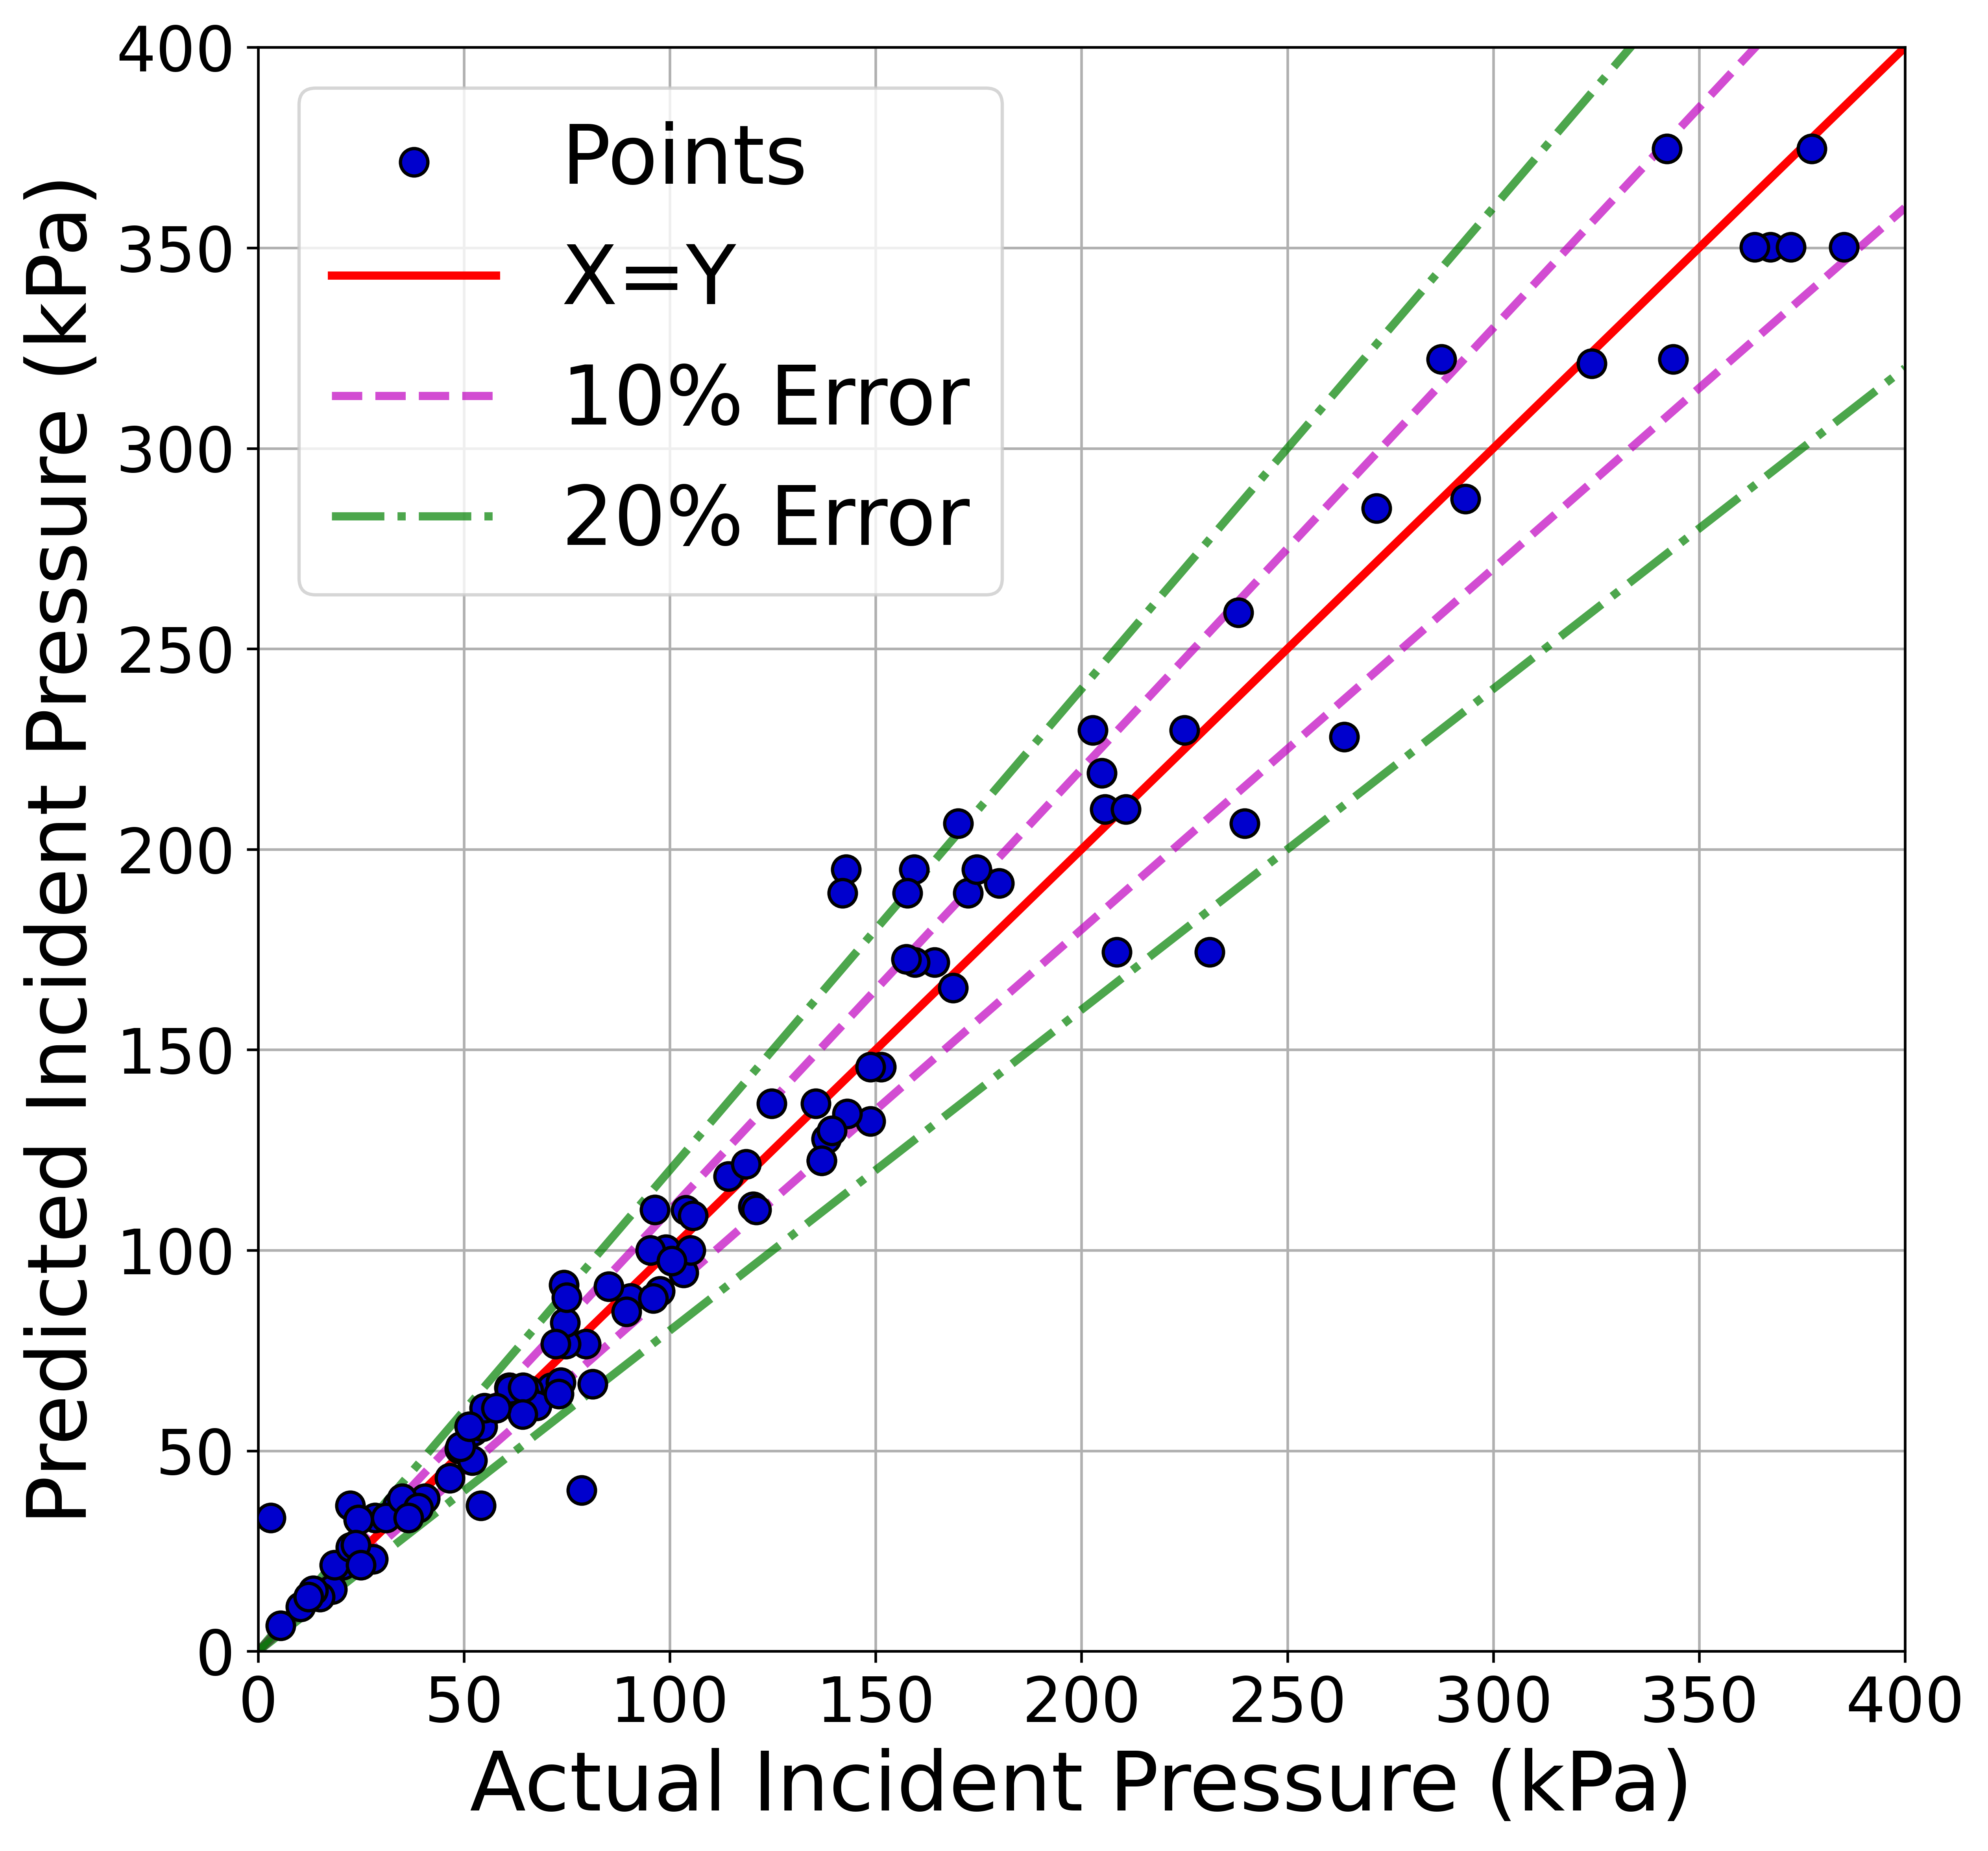 Predicted Incident Pressure (kPa)
400
350
300
250
200
150
100
50
0
Points
X=Y
10% Error
20% Error
0 50 100 150 200 250 300 350 400
Actual Incident Pressure (kPa)